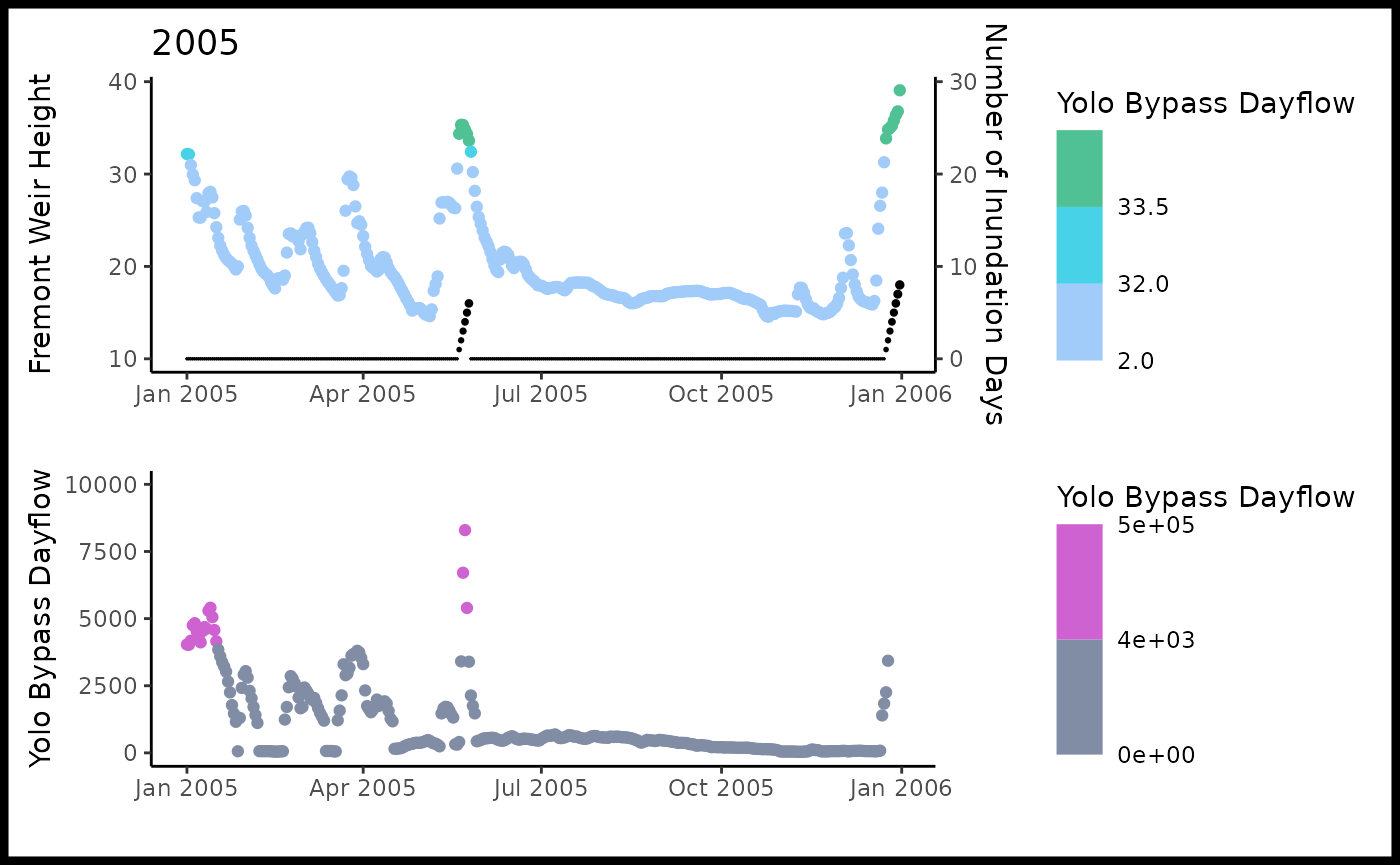 2005
Fremont Weir Height
40
30
20
10
30
20
10
0
Number of Inundation Days
Jan 2005
Apr 2005
Jul 2005
Oct 2005
Jan 2006
Yolo Bypass Dayflow
33.5
32.0
2.0
Yolo Bypass Dayflow
10000
7500
5000
2500
0
Jan 2005
Apr 2005
Jul 2005
Oct 2005
Jan 2006
Yolo Bypass Dayflow
5e+05
4e+03
0e+00